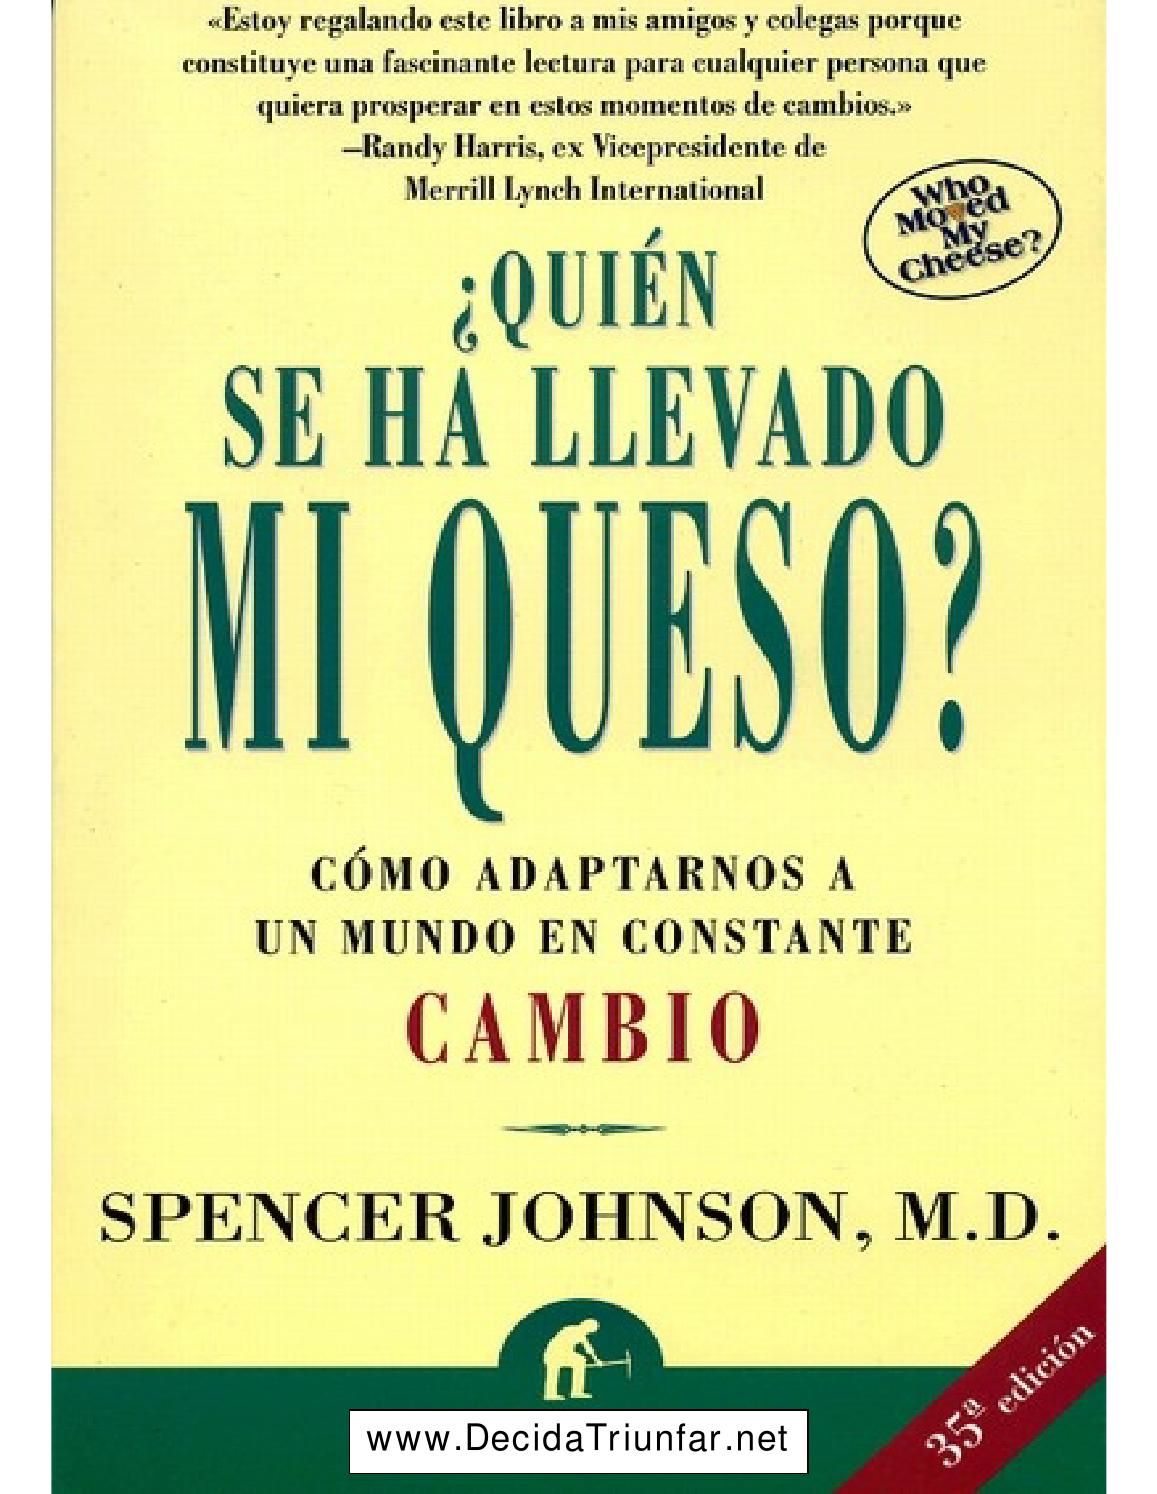 «Estoy regalando este libro a mis amigos y colegas porque
constituye una fascinante lectura para cualquier persona que
quiera prosperar en estos momentos de cambios.»
—Randy Harris, ex Vicepresidente de
Merrill Lynch International
Who
Moved
My
Cheese?
¿QUIÉN
SE HA LLEVADO
MI QUESO?
CÓMO ADAPTARNOS A
UN MUNDO EN CONSTANTE
CAMBIO
SPENCER JOHNSON, M.D.
35ª edición
www.DecidaTriunfar.net